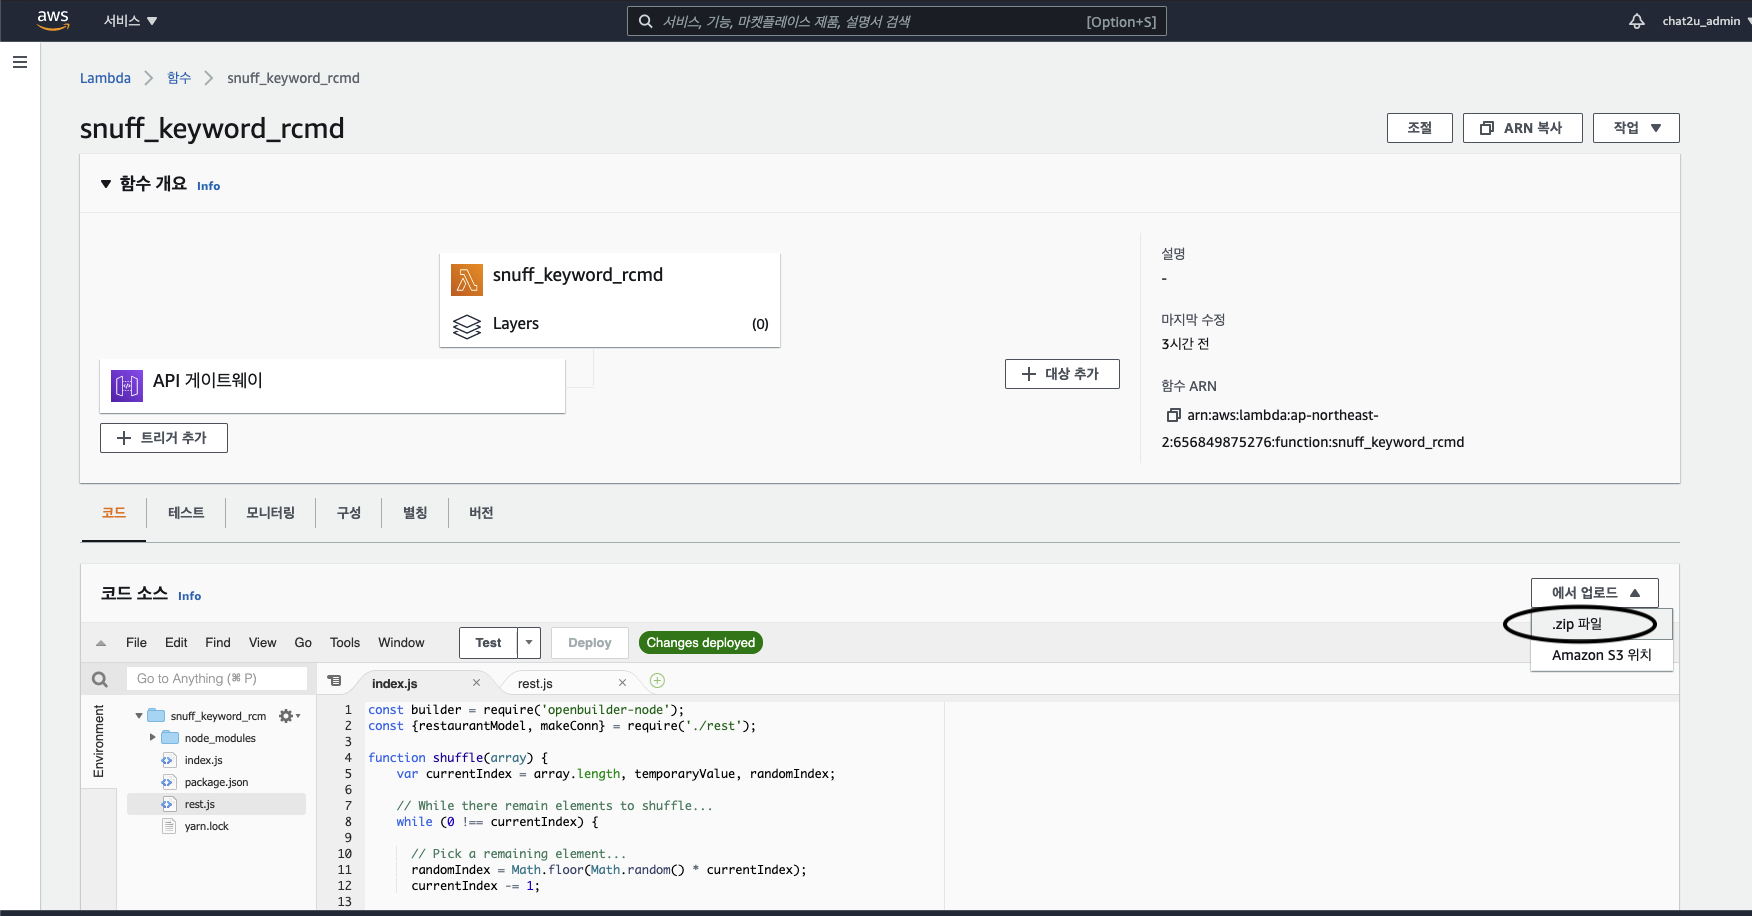 aws
서비스
서비스, 기능, 마켓플레이스 제품, 설명서 검색
[Option+S]
chat2u_admin
Lambda
함수
snuff_keyword_rcmd
snuff_keyword_rcmd
조절
ARN 복사
작업
함수 개요 Info
snuff_keyword_rcmd
Layers
(0)
API 게이트웨이
트리거 추가
대상 추가
설명
-
마지막 수정
3시간 전
함수 ARN
arn:aws:lambda:ap-northeast-
2:656849875276:function:snuff_keyword_rcmd
코드
테스트
모니터링
구성
별칭
버전
코드 소스 Info
에서 업로드
.zip 파일
Amazon S3 위치
File Edit Find View Go Tools Window
Test
Deploy
Changes deployed
Go to Anything (⌘ P)
Environment
snuff_keyword_rcm
node_modules
index.js
package.json
rest.js
yarn.lock
index.js
rest.js
1 const builder = require('openbuilder-node');
2 const {restaurantModel, makeConn} = require('./rest');
3
4 function shuffle(array) {
5 var currentIndex = array.length, temporaryValue, randomIndex;
6
7 // While there remain elements to shuffle...
8 while (0 !== currentIndex) {
9
10 // Pick a remaining element...
11 randomIndex = Math.floor(Math.random() * currentIndex);
12 currentIndex -= 1;
13